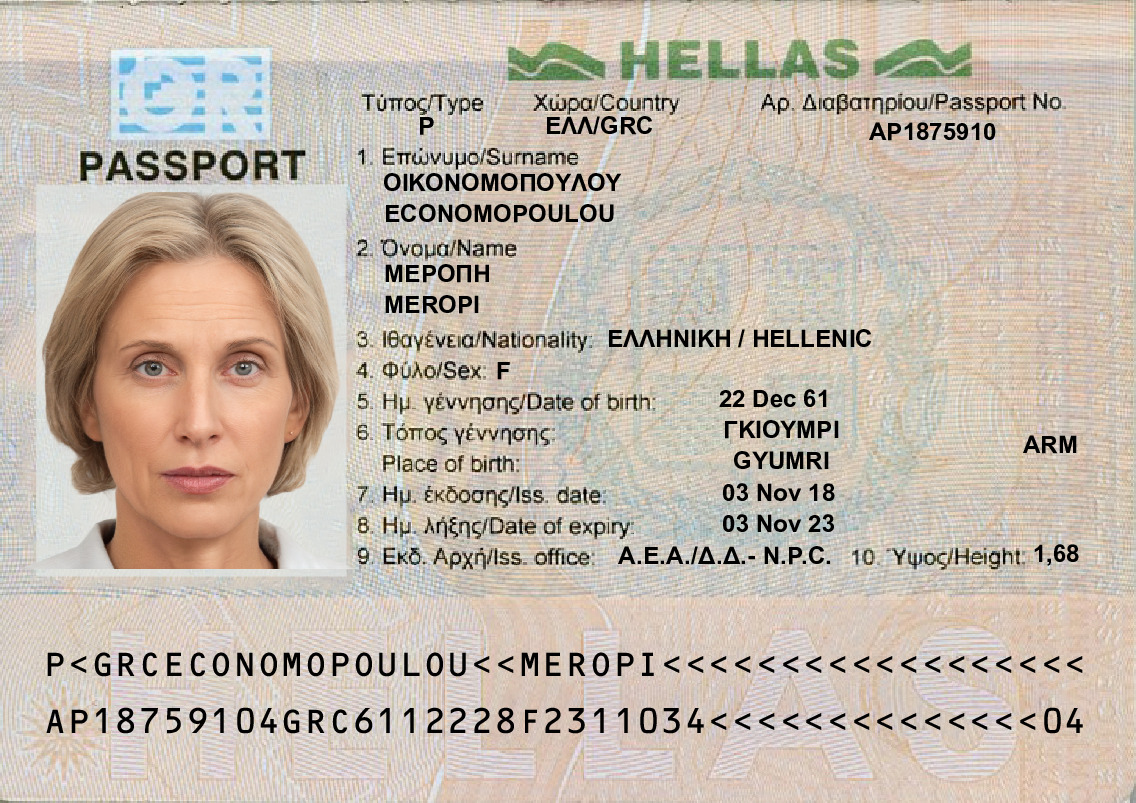 GR
HELLAS
PASSPORT
Τύπος/Type Χώρα/Country Αρ. Διαβατηρίου/Passport No.
P ΕΛΛ/GRC AP1875910
1. Επώνυμο/Surname
ΟΙΚΟΝΟΜΟΠΟΥΛΟΥ
ECONOMOPOULOU
2. Όνομα/Name
ΜΕΡΟΠΗ
MEROPI
3. Ιθαγένεια/Nationality: ΕΛΛΗΝΙΚΗ / HELLENIC
4. Φύλο/Sex: F
5. Ημ. γέννησης/Date of birth: 22 Dec 61
6. Τόπος γέννησης: ΓΚΙΟΥΜΡΙ
Place of birth: GYUMRI ARM
7. Ημ. έκδοσης/Iss. date: 03 Nov 18
8. Ημ. λήξης/Date of expiry: 03 Nov 23
9 Εκδ. Αρχή/Iss. office: Α.Ε.Α./Δ.Δ.- N.P.C. 10. Ύψος/Height: 1,68
HELLAS
P<GRCECONOMOPOULOU<<MEROPI<<<<<<<<<<<<<<<<<<
AP18759104GRC6112228F2311034<<<<<<<<<<<<<<04